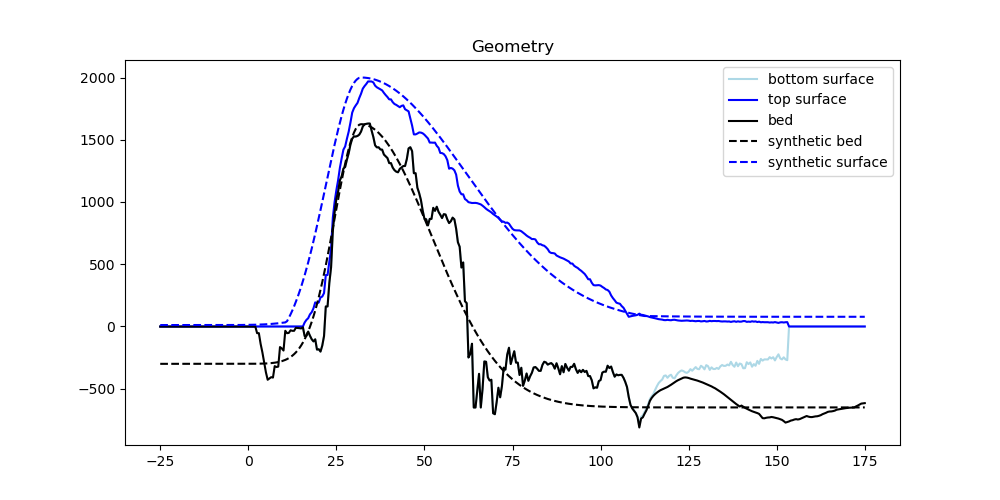 Geometry
2000
1500
1000
500
0
−500
−25
0
25
50
75
100
125
150
175
bottom surface
top surface
bed
synthetic bed
synthetic surface